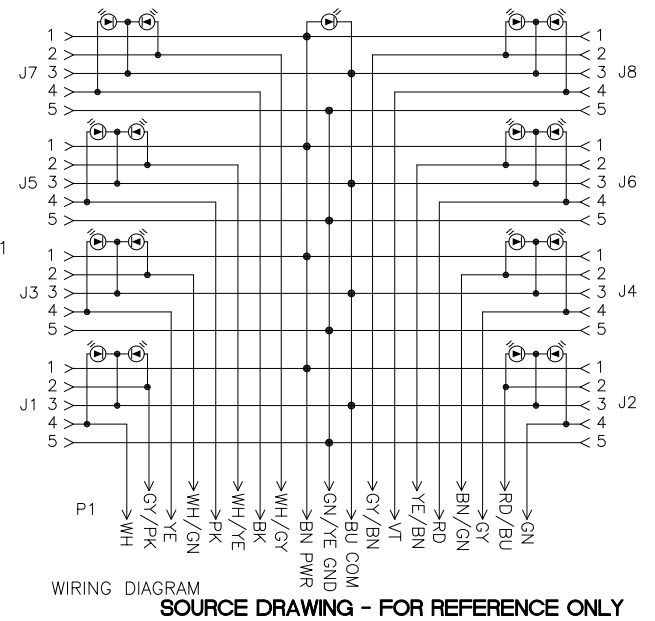 1 1
2 2
J7 3 3 J8
4 4
5 5
1 1
2 2
J5 3 3 J6
4 4
5 5
1
1 1
2 2
J3 3 3 J4
4 4
5 5
1 1
2 2
J1 3 3 J2
4 4
5 5
P1
WH
GY/PK
YE
WH/GN
PK
WH/YE
BK
WH/GY
BN PWR
GN/YE GND
BU COM
GY/BN
VT
YE/BN
RD
BN/GN
GY
RD/BU
GN
WIRING DIAGRAM
SOURCE DRAWING - FOR REFERENCE ONLY